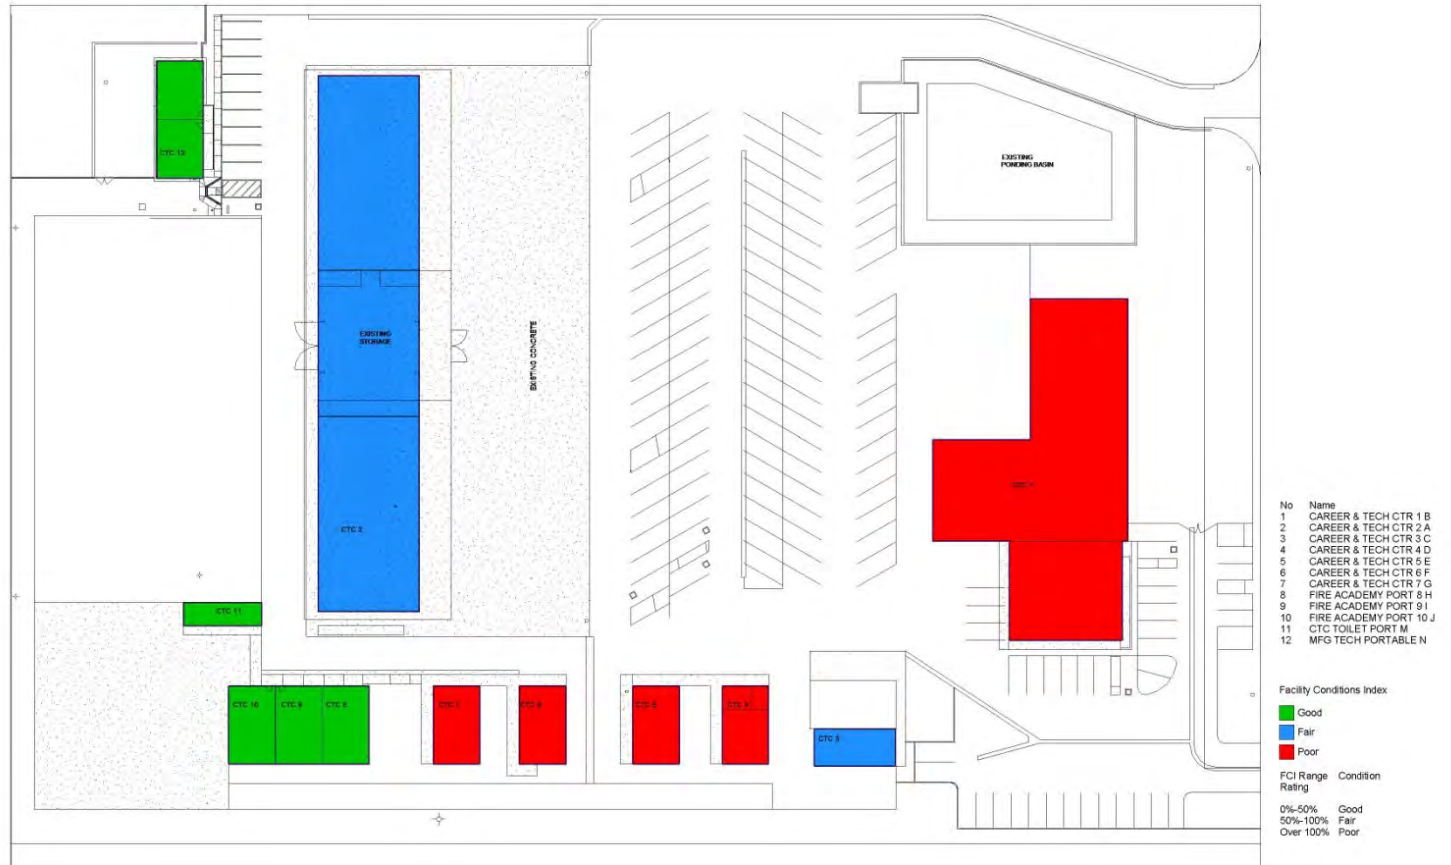 CTC 12
EXISTING
PONDING BASIN
EXISTING
STORAGE
EXISTING CONCRETE
CTC 2
CTC 11
CTC 10
CTC 9
CTC 8
CTC 3
No Name
1 CAREER & TECH CTR 1 B
2 CAREER & TECH CTR 2 A
3 CAREER & TECH CTR 3 C
4 CAREER & TECH CTR 4 D
5 CAREER & TECH CTR 5 E
6 CAREER & TECH CTR 6 F
7 CAREER & TECH CTR 7 G
8 FIRE ACADEMY PORT 8 H
9 FIRE ACADEMY PORT 9 I
10 FIRE ACADEMY PORT 10 J
11 CTC TOILET PORT M
12 MFG TECH PORTABLE N
Facility Conditions Index
Good
Fair
Poor
FCI Range Condition
Rating
0%-50% Good
50%-100% Fair
Over 100% Poor